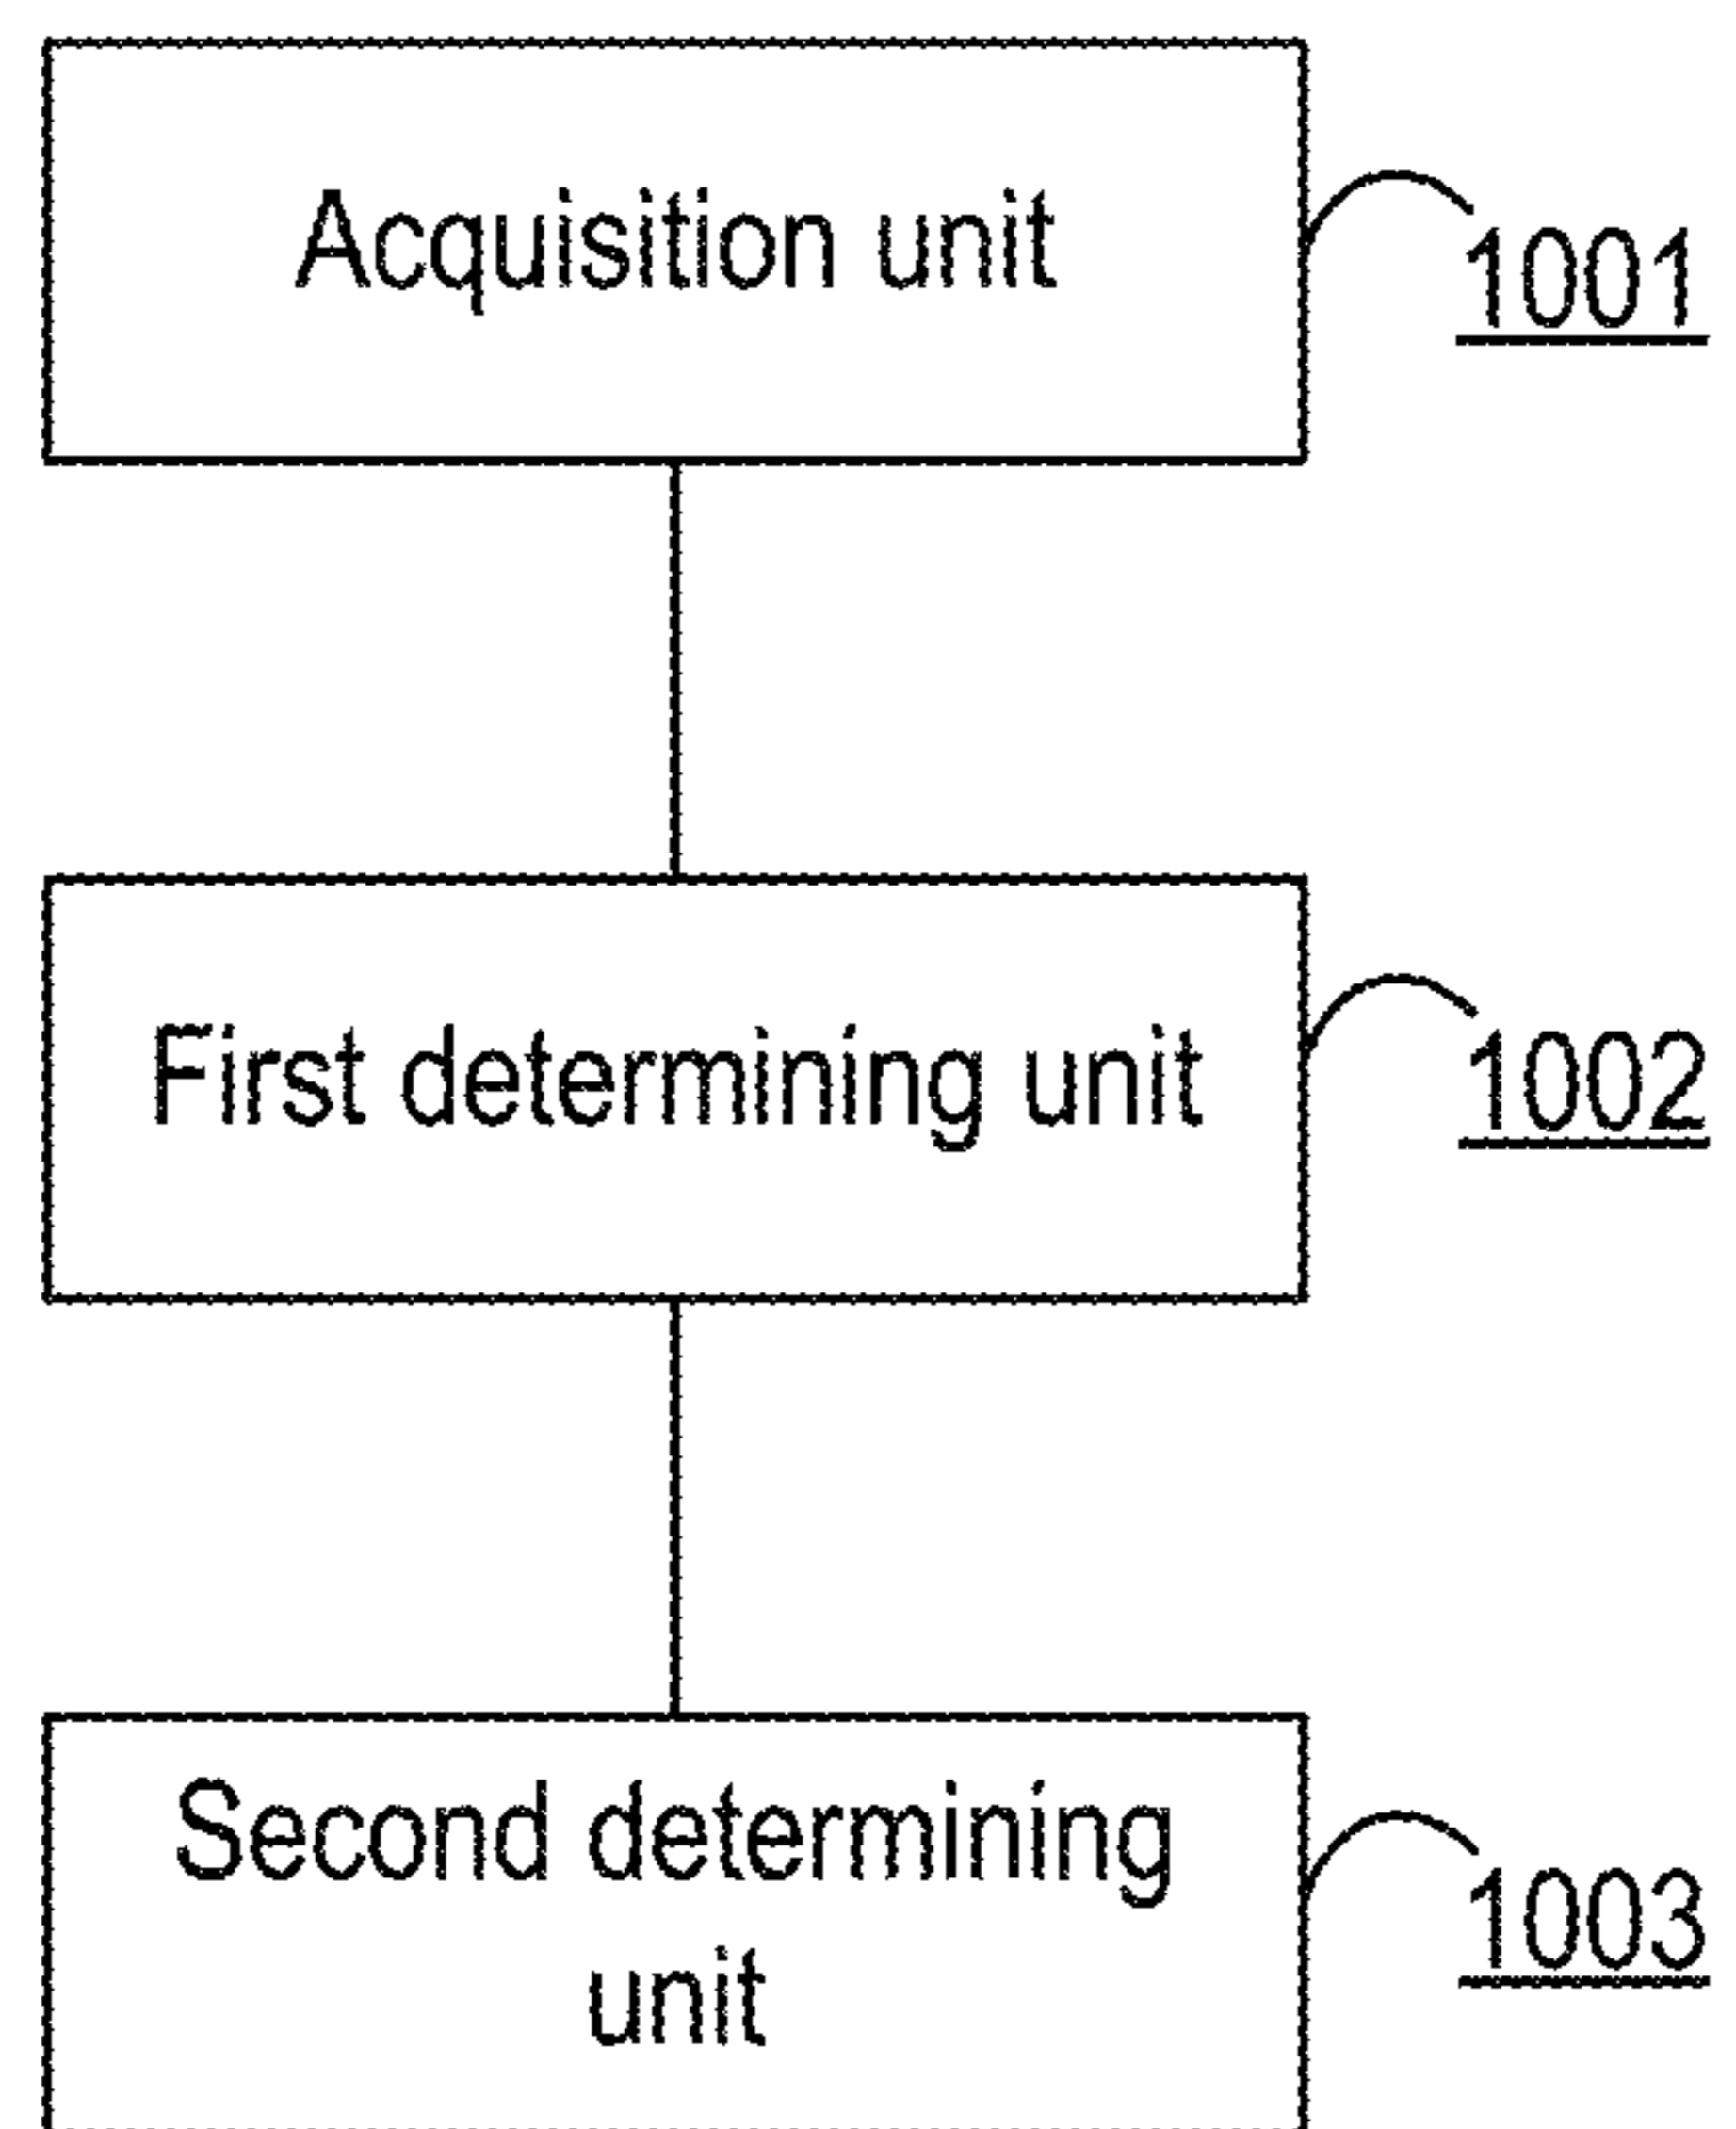 Acquisition unit
1001
First determining unit
1002
Second determining
unit
1003